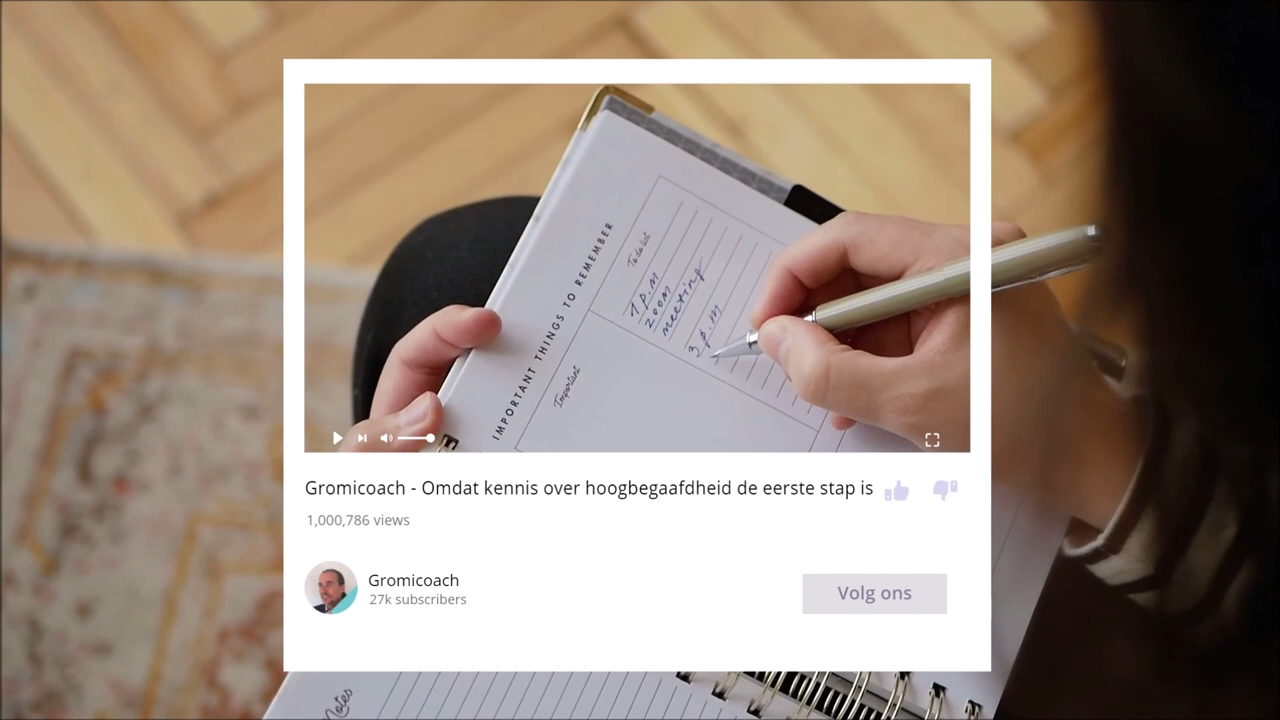 IMPORTANT THINGS TO REMEMBER
To do list
1 p.m
zoom
meeting
3 p.m
Important
Gromicoach - Omdat kennis over hoogbegaafdheid de eerste stap is
1,000,786 views
Gromicoach
27k subscribers
Volg ons
Notes